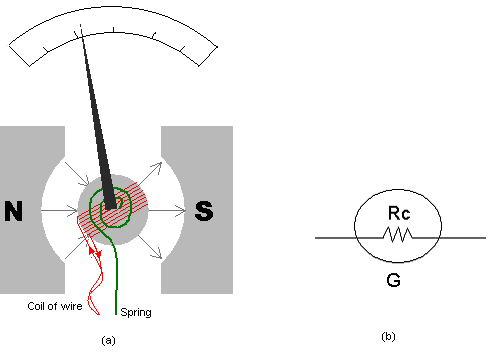 N
S
Coil of wire
Spring
(a)
Rc
G
(b)